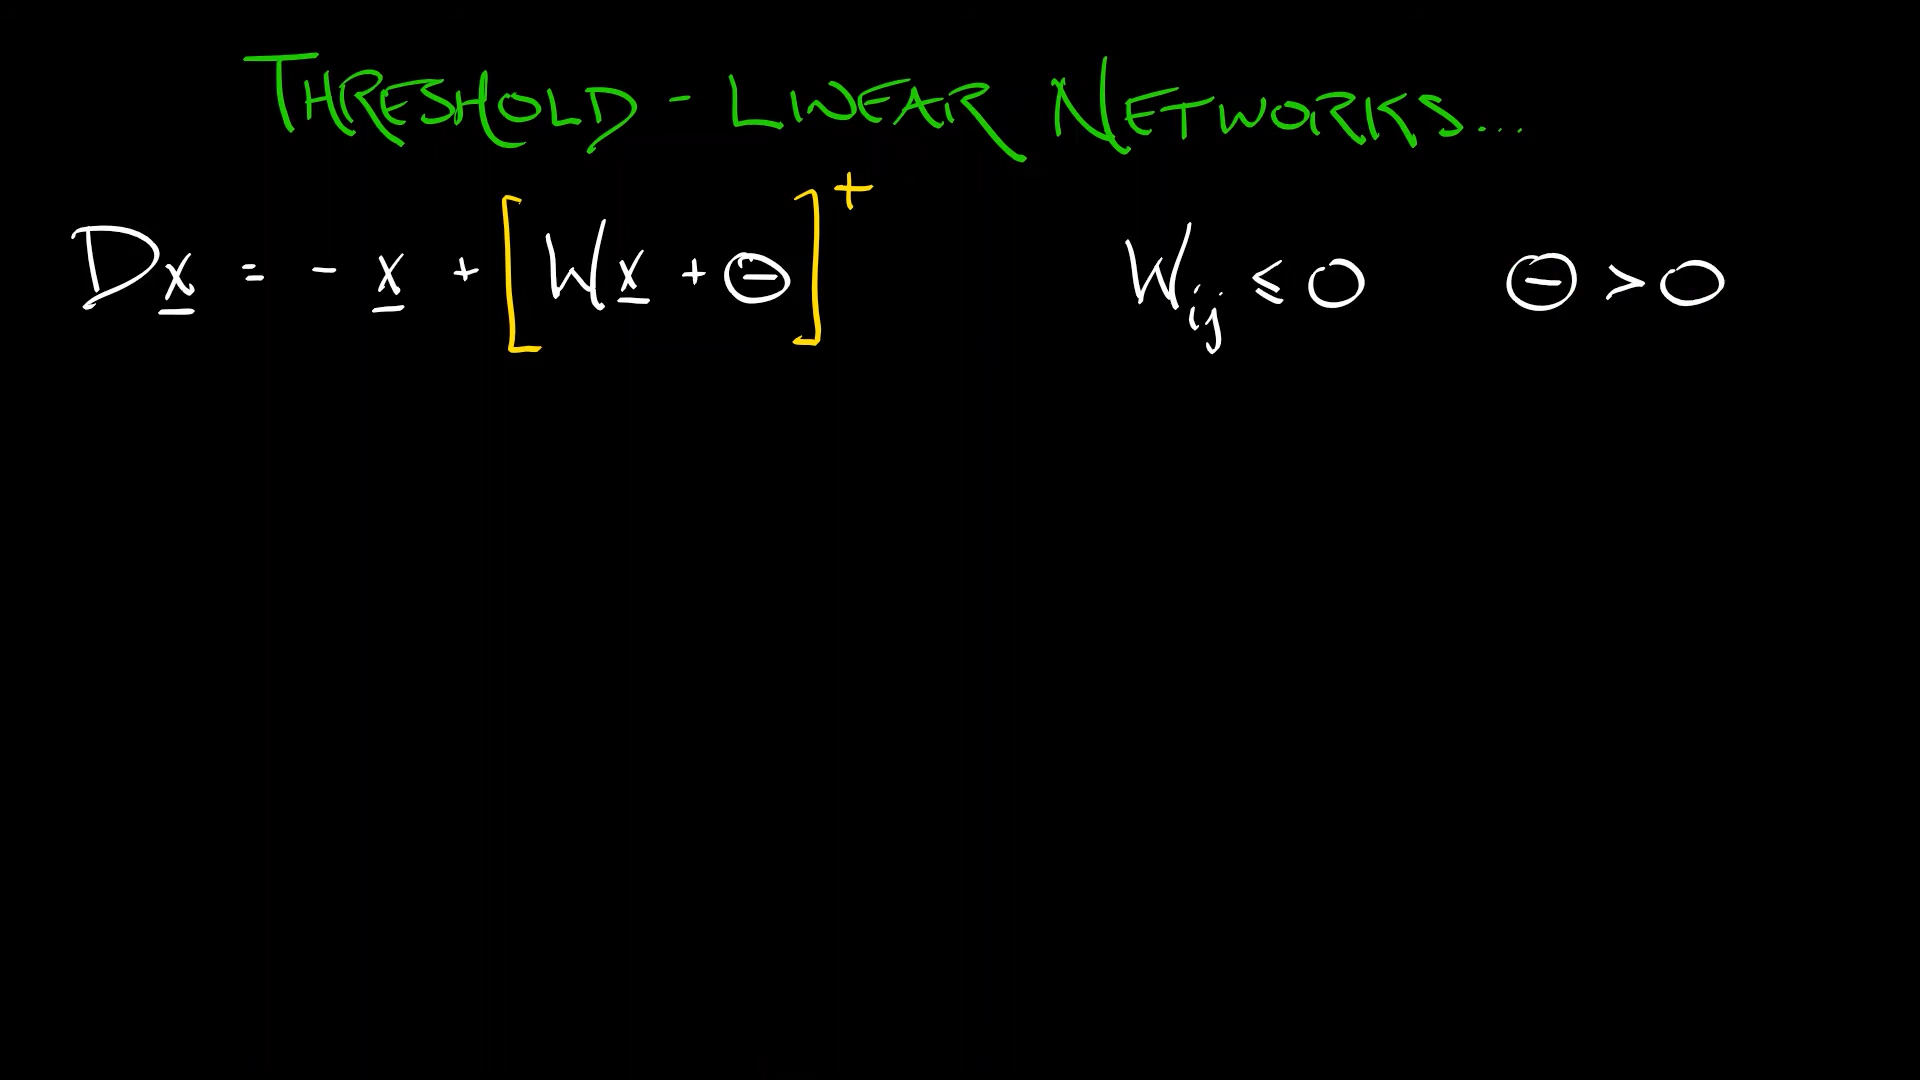 THRESHOLD - LINEAR NETWORKS...
Dx = - x + [Wx + Θ]⁺ Wij ≤ 0 Θ > 0